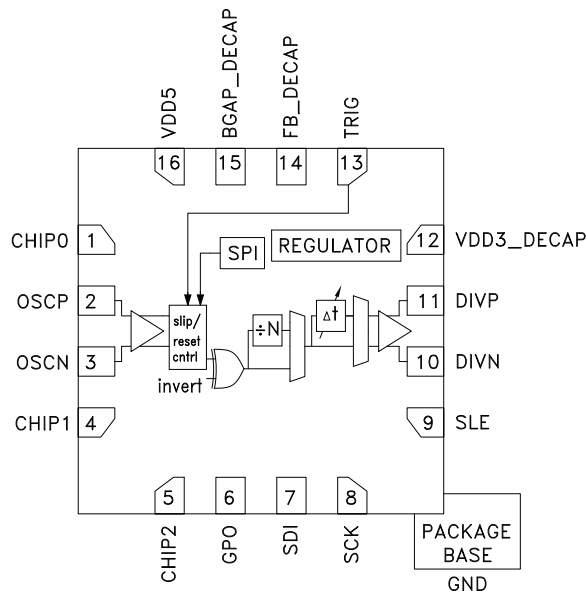 VDD5
BGAP_DECAP
FB_DECAP
TRIG
16
15
14
13
CHIP0
1
12
VDD3_DECAP
SPI
REGULATOR
OSCP
2
11
DIVP
slip/
reset
cntrl
÷N
Δt
OSCN
3
10
DIVN
invert
CHIP1
4
9
SLE
5
6
7
8
CHIP2
GPO
SDI
SCK
PACKAGE
BASE
GND